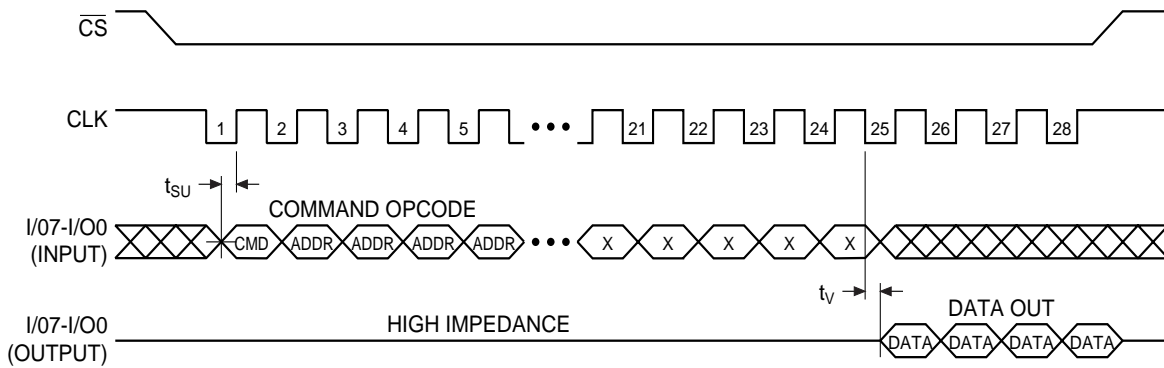 CS
CLK 1 2 3 4 5 ••• 21 22 23 24 25 26 27 28
tSU
COMMAND OPCODE
I/07-I/O0
(INPUT)
CMD ADDR ADDR ADDR ADDR ••• X X X X X
tV
DATA OUT
I/07-I/O0
(OUTPUT)
HIGH IMPEDANCE
DATA DATA DATA DATA